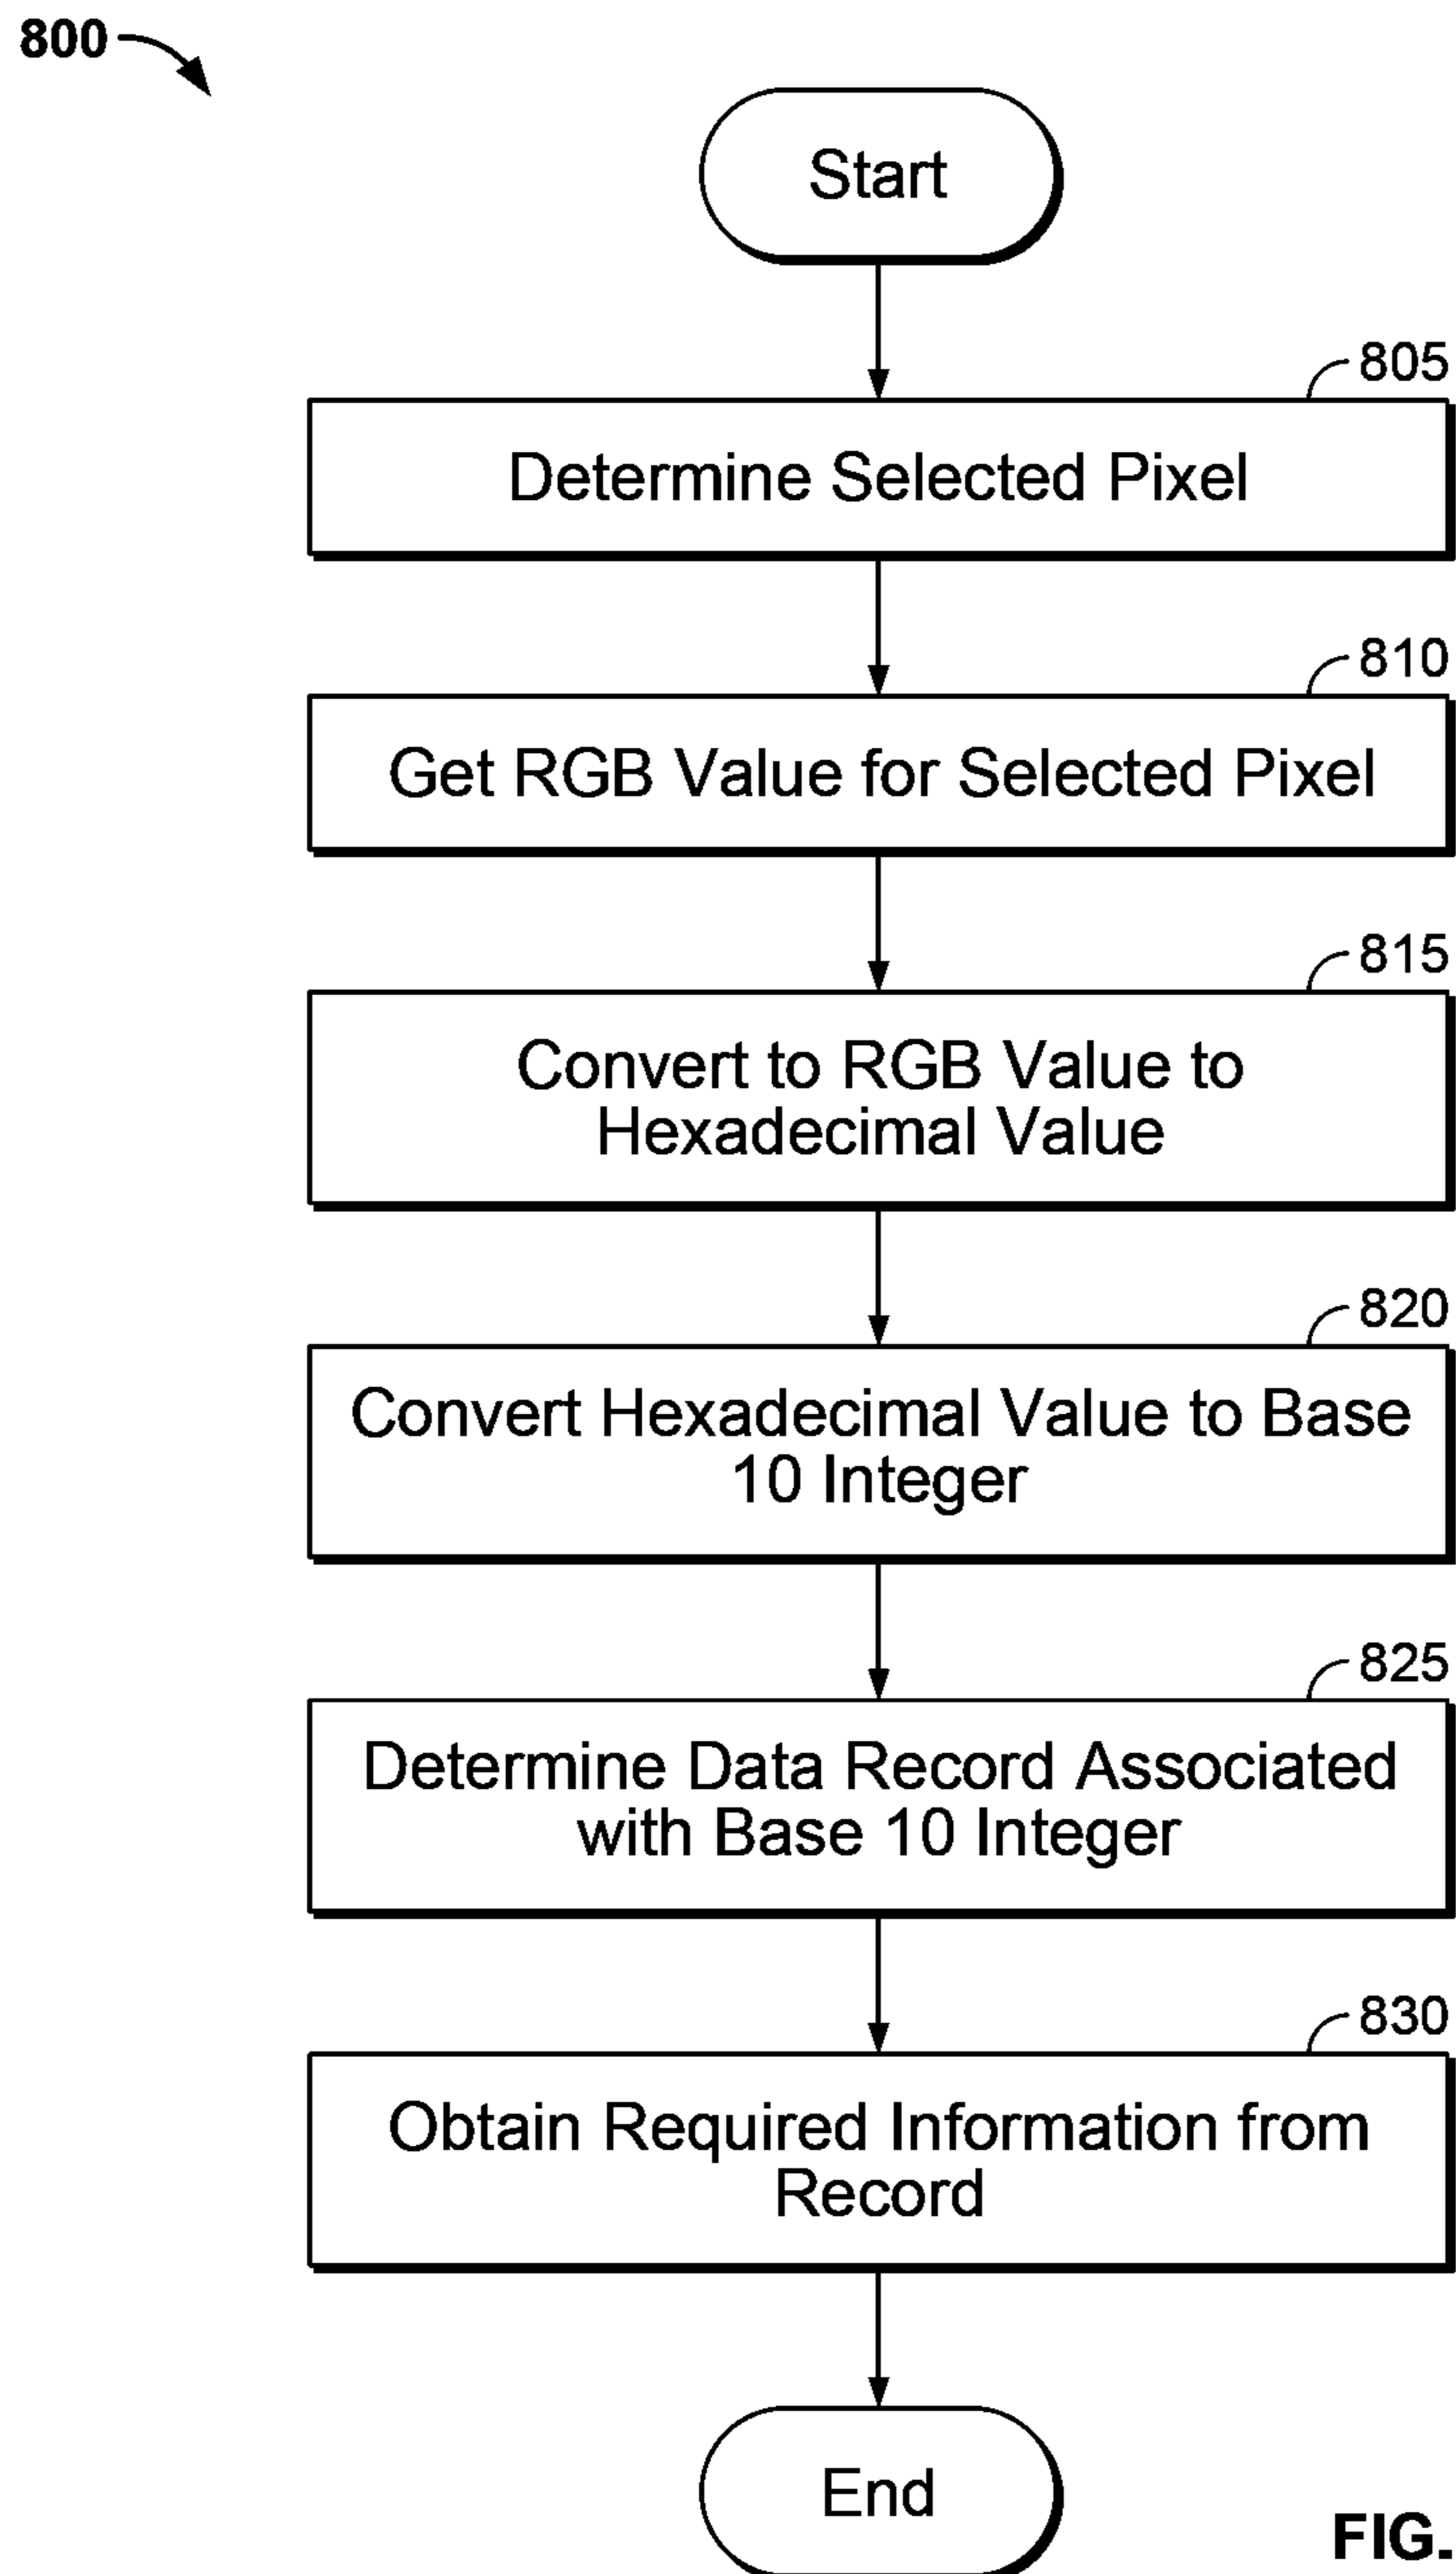 800
Start
805
Determine Selected Pixel
810
Get RGB Value for Selected Pixel
815
Convert to RGB Value to
Hexadecimal Value
820
Convert Hexadecimal Value to Base
10 Integer
825
Determine Data Record Associated
with Base 10 Integer
830
Obtain Required Information from
Record
End
FIG.